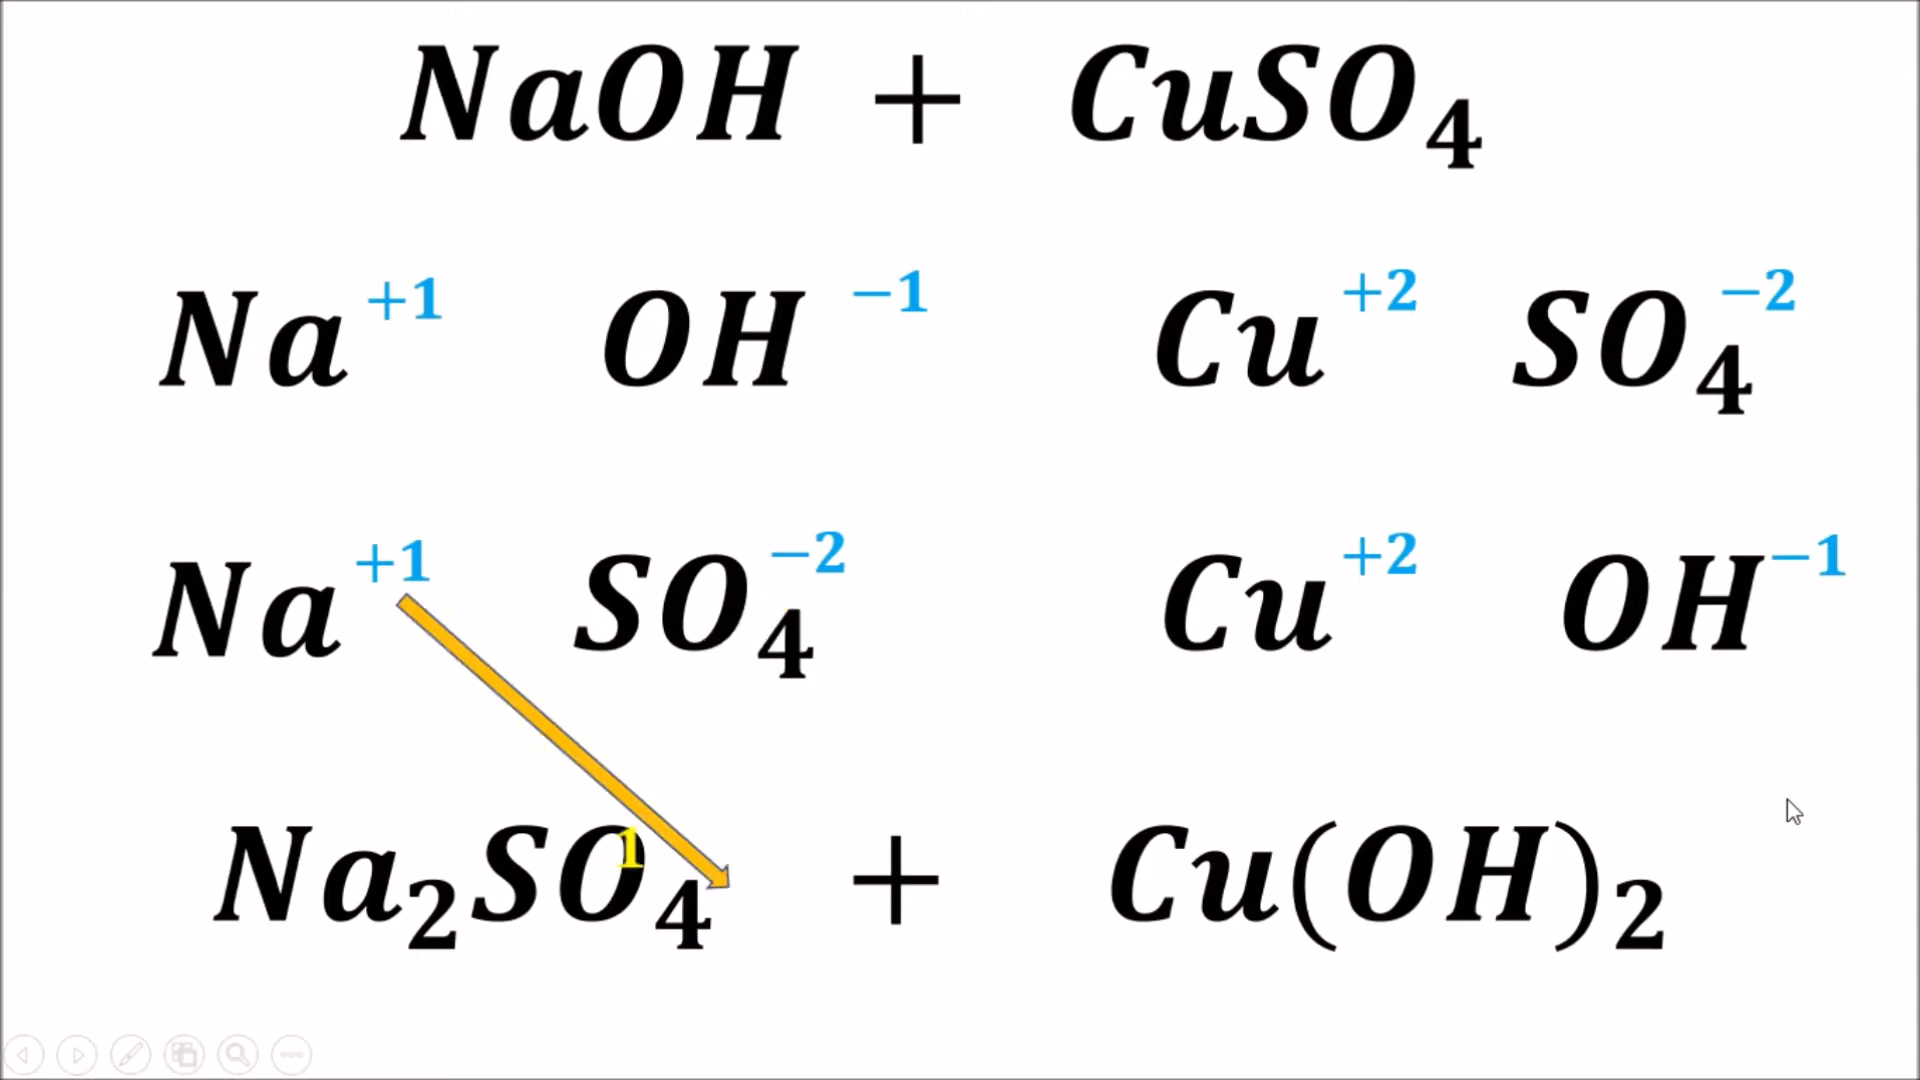 NaOH + CuSO₄
Na⁺¹ OH⁻¹ Cu⁺² SO₄⁻²
Na⁺¹ SO₄⁻² Cu⁺² OH⁻¹
1
Na₂SO₄ + Cu(OH)₂